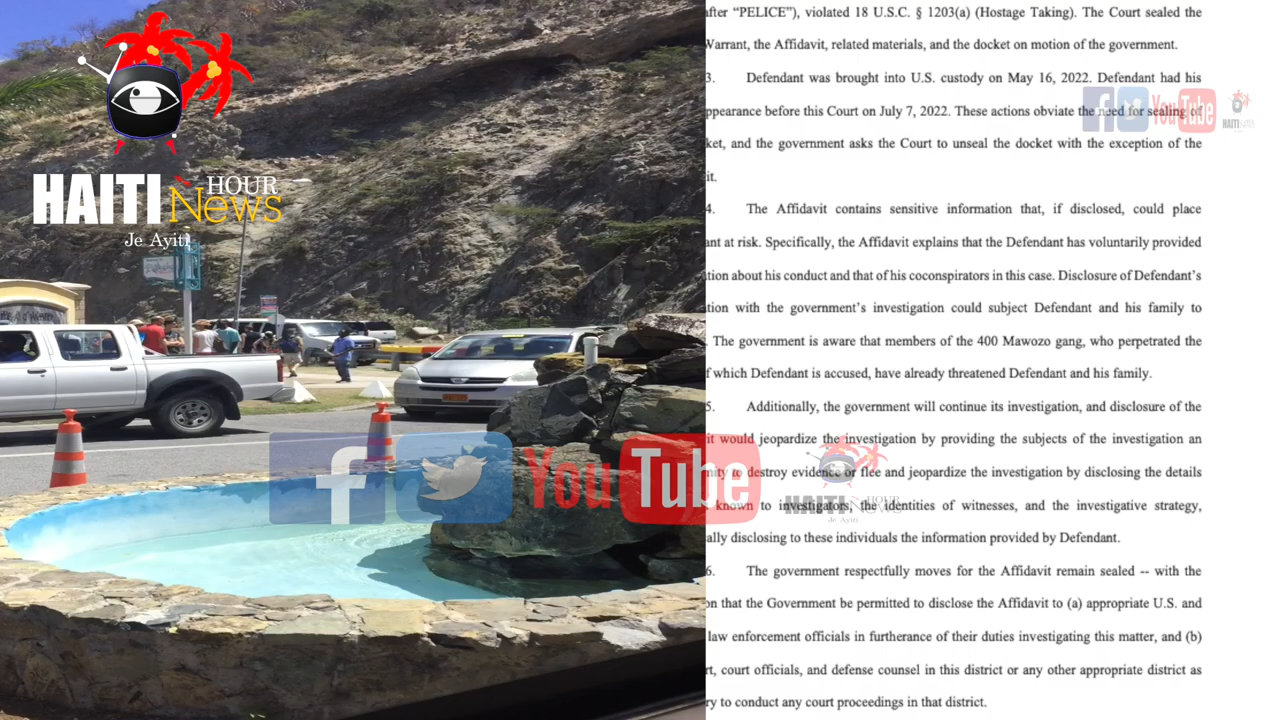 HAITI HOUR
News
Je Ayiti
f YouTube
after “PELICE”), violated 18 U.S.C. § 1203(a) (Hostage Taking). The Court sealed the
Warrant, the Affidavit, related materials, and the docket on motion of the government.
3. Defendant was brought into U.S. custody on May 16, 2022. Defendant had his
ppearance before this Court on July 7, 2022. These actions obviate the need for sealing of
ket, and the government asks the Court to unseal the docket with the exception of the
it.
4. The Affidavit contains sensitive information that, if disclosed, could place
ant at risk. Specifically, the Affidavit explains that the Defendant has voluntarily provided
tion about his conduct and that of his coconspirators in this case. Disclosure of Defendant’s
tion with the government’s investigation could subject Defendant and his family to
. The government is aware that members of the 400 Mawozo gang, who perpetrated the
f which Defendant is accused, have already threatened Defendant and his family.
5. Additionally, the government will continue its investigation, and disclosure of the
it would jeopardize the investigation by providing the subjects of the investigation an
nity to destroy evidence or flee and jeopardize the investigation by disclosing the details
known to investigators, the identities of witnesses, and the investigative strategy,
ally disclosing to these individuals the information provided by Defendant.
6. The government respectfully moves for the Affidavit remain sealed -- with the
on that the Government be permitted to disclose the Affidavit to (a) appropriate U.S. and
law enforcement officials in furtherance of their duties investigating this matter, and (b)
rt, court officials, and defense counsel in this district or any other appropriate district as
ry to conduct any court proceedings in that district.
f YouTube
HAITI HOUR
News
Je Ayiti